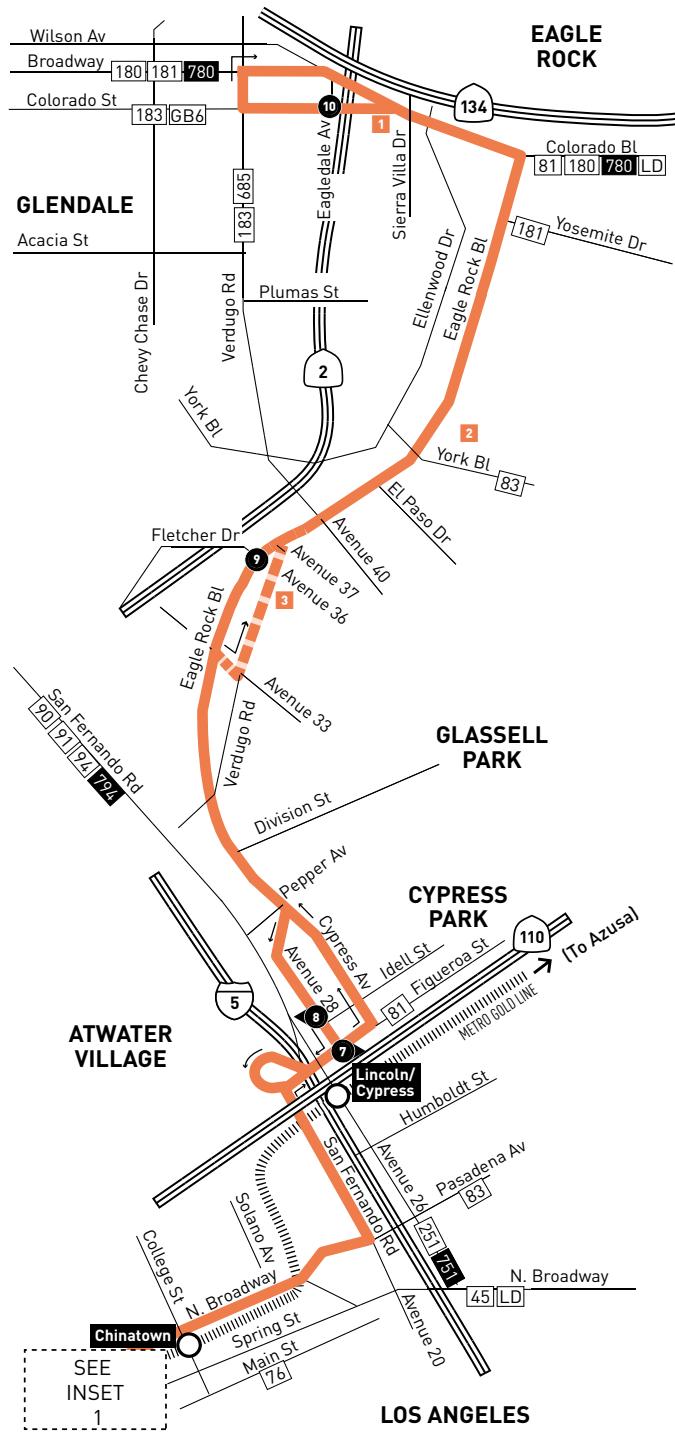 Wilson Av
EAGLE
ROCK
Broadway
180 181 780
Colorado St
183 GB6
10
1
134
Colorado Bl
81 180 780 LD
Eagledale Av
Sierra Villa Dr
GLENDALE
685
183
181
Yosemite Dr
Acacia St
Ellenwood Dr
Eagle Rock Bl
Chevy Chase Dr
Verdugo Rd
Plumas St
2
York Bl
2
York Bl
83
El Paso Dr
Avenue 40
Fletcher Dr
9
Avenue 37
Avenue 36
3
Eagle Rock Bl
Avenue 33
Verdugo Rd
San Fernando Rd
90 91 94 794
GLASSELL
PARK
Division St
Pepper Av
CYPRESS
PARK
Cypress Av
Idell St
Figueroa St
81
110
(To Azusa)
METRO GOLD LINE
Avenue 28
5
8
7
ATWATER
VILLAGE
Lincoln/
Cypress
Humboldt St
San Fernando Rd
Avenue 26
Pasadena Av
83
251
751
Solano Av
College St
N. Broadway
N. Broadway
45 LD
Chinatown
Spring St
Main St
76
Avenue 20
SEE
INSET
1
LOS ANGELES